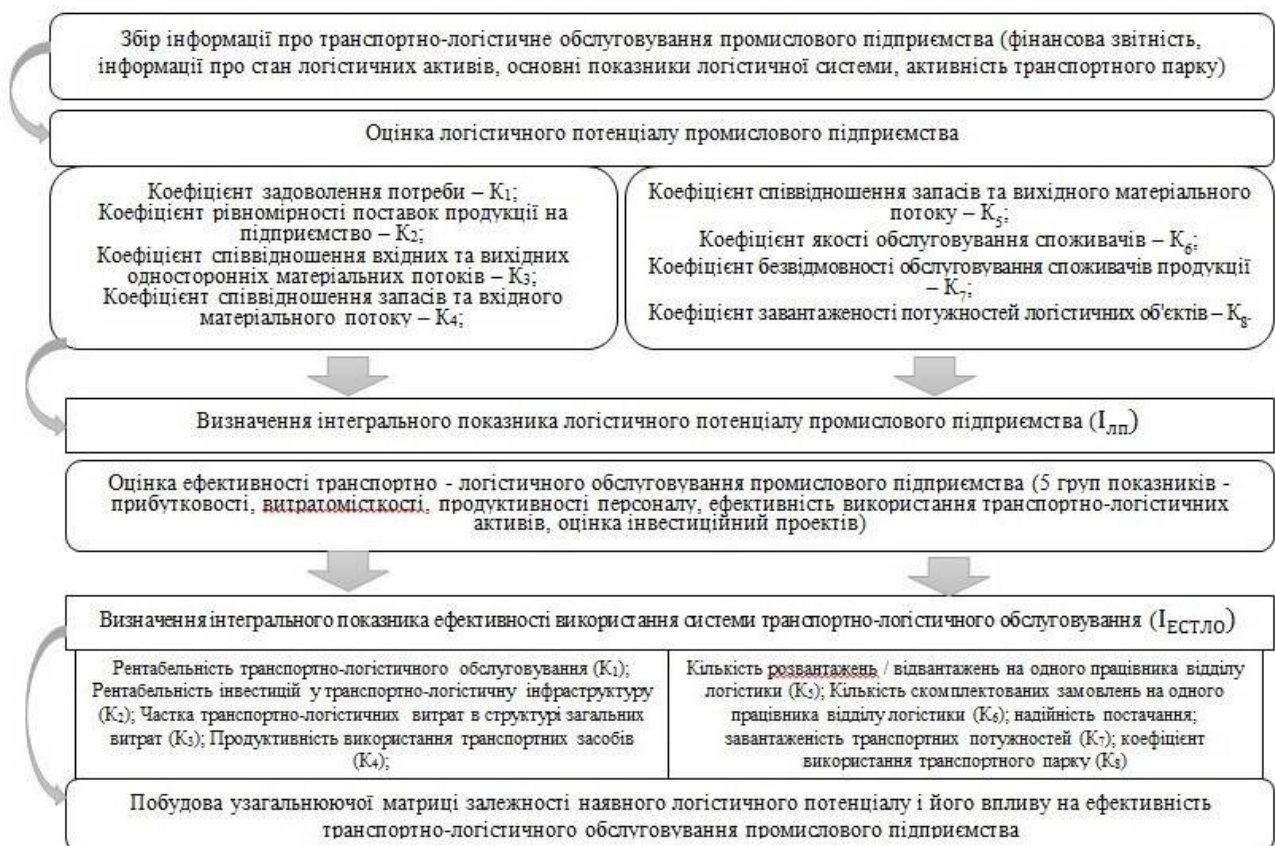 Збір інформації про транспортно-логістичне обслуговування промислового підприємства (фінансова звітність,
інформації про стан логістичних активів, основні показники логістичної системи, активність транспортного парку)
Оцінка логістичного потенціалу промислового підприємства
Коефіцієнт задоволення потреби – К₁;
Коефіцієнт рівномірності поставок продукції на
підприємство – К₂;
Коефіцієнт співвідношення вхідних та вихідних
односторонніх матеріальних потоків – К₃;
Коефіцієнт співвідношення запасів та вхідного
матеріального потоку – К₄;
Коефіцієнт співвідношення запасів та вихідного матеріального
потоку – К₅;
Коефіцієнт якості обслуговування споживачів – К₆;
Коефіцієнт безвідмовності обслуговування споживачів продукції
– К₇;
Коефіцієнт завантаженості потужностей логістичних об'єктів – К₈.
Визначення інтегрального показника логістичного потенціалу промислового підприємства (Iлп)
Оцінка ефективності транспортно - логістичного обслуговування промислового підприємства (5 груп показників -
прибутковості, витратомісткості, продуктивності персоналу, ефективність використання транспортно-логістичних
активів, оцінка інвестиційний проектів)
Визначення інтегрального показника ефективності використання системи транспортно-логістичного обслуговування (IЕСТЛО)
Рентабельність транспортно-логістичного обслуговування (К₁);
Рентабельність інвестицій у транспортно-логістичну інфраструктуру
(К₂); Частка транспортно-логістичних витрат в структурі загальних
витрат (К₃); Продуктивність використання транспортних засобів
(К₄);
Кількість розвантажень / відвантажень на одного працівника відділу
логістики (К₅); Кількість скомплектованих замовлень на одного
працівника відділу логістики (К₆); надійність постачання;
завантаженість транспортних потужностей (К₇); коефіцієнт
використання транспортного парку (К₈)
Побудова узагальнюючої матриці залежності наявного логістичного потенціалу і його впливу на ефективність
транспортно-логістичного обслуговування промислового підприємства